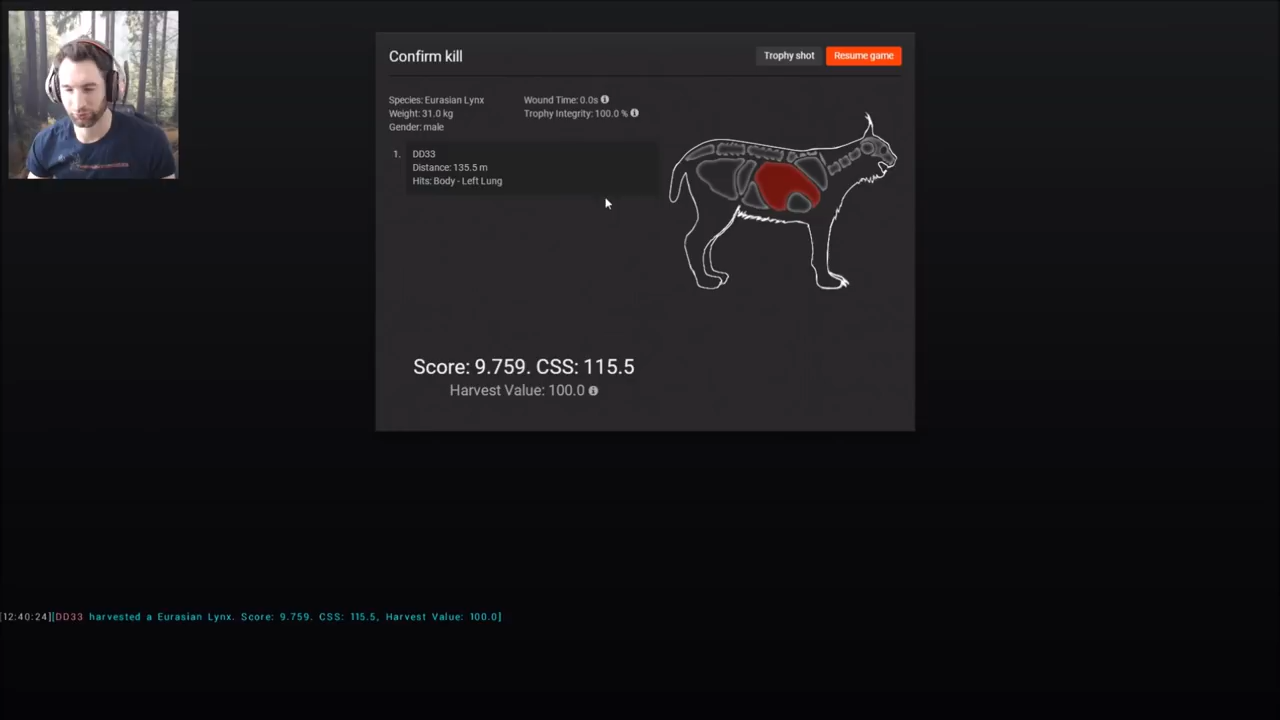 Confirm kill
Trophy shot
Resume game
Species: Eurasian Lynx
Weight: 31.0 kg
Gender: male
Wound Time: 0.0s
Trophy Integrity: 100.0 %
1.
DD33
Distance: 135.5 m
Hits: Body - Left Lung
Score: 9.759. CSS: 115.5
Harvest Value: 100.0
[12:40:24][DD33 harvested a Eurasian Lynx. Score: 9.759. CSS: 115.5, Harvest Value: 100.0]